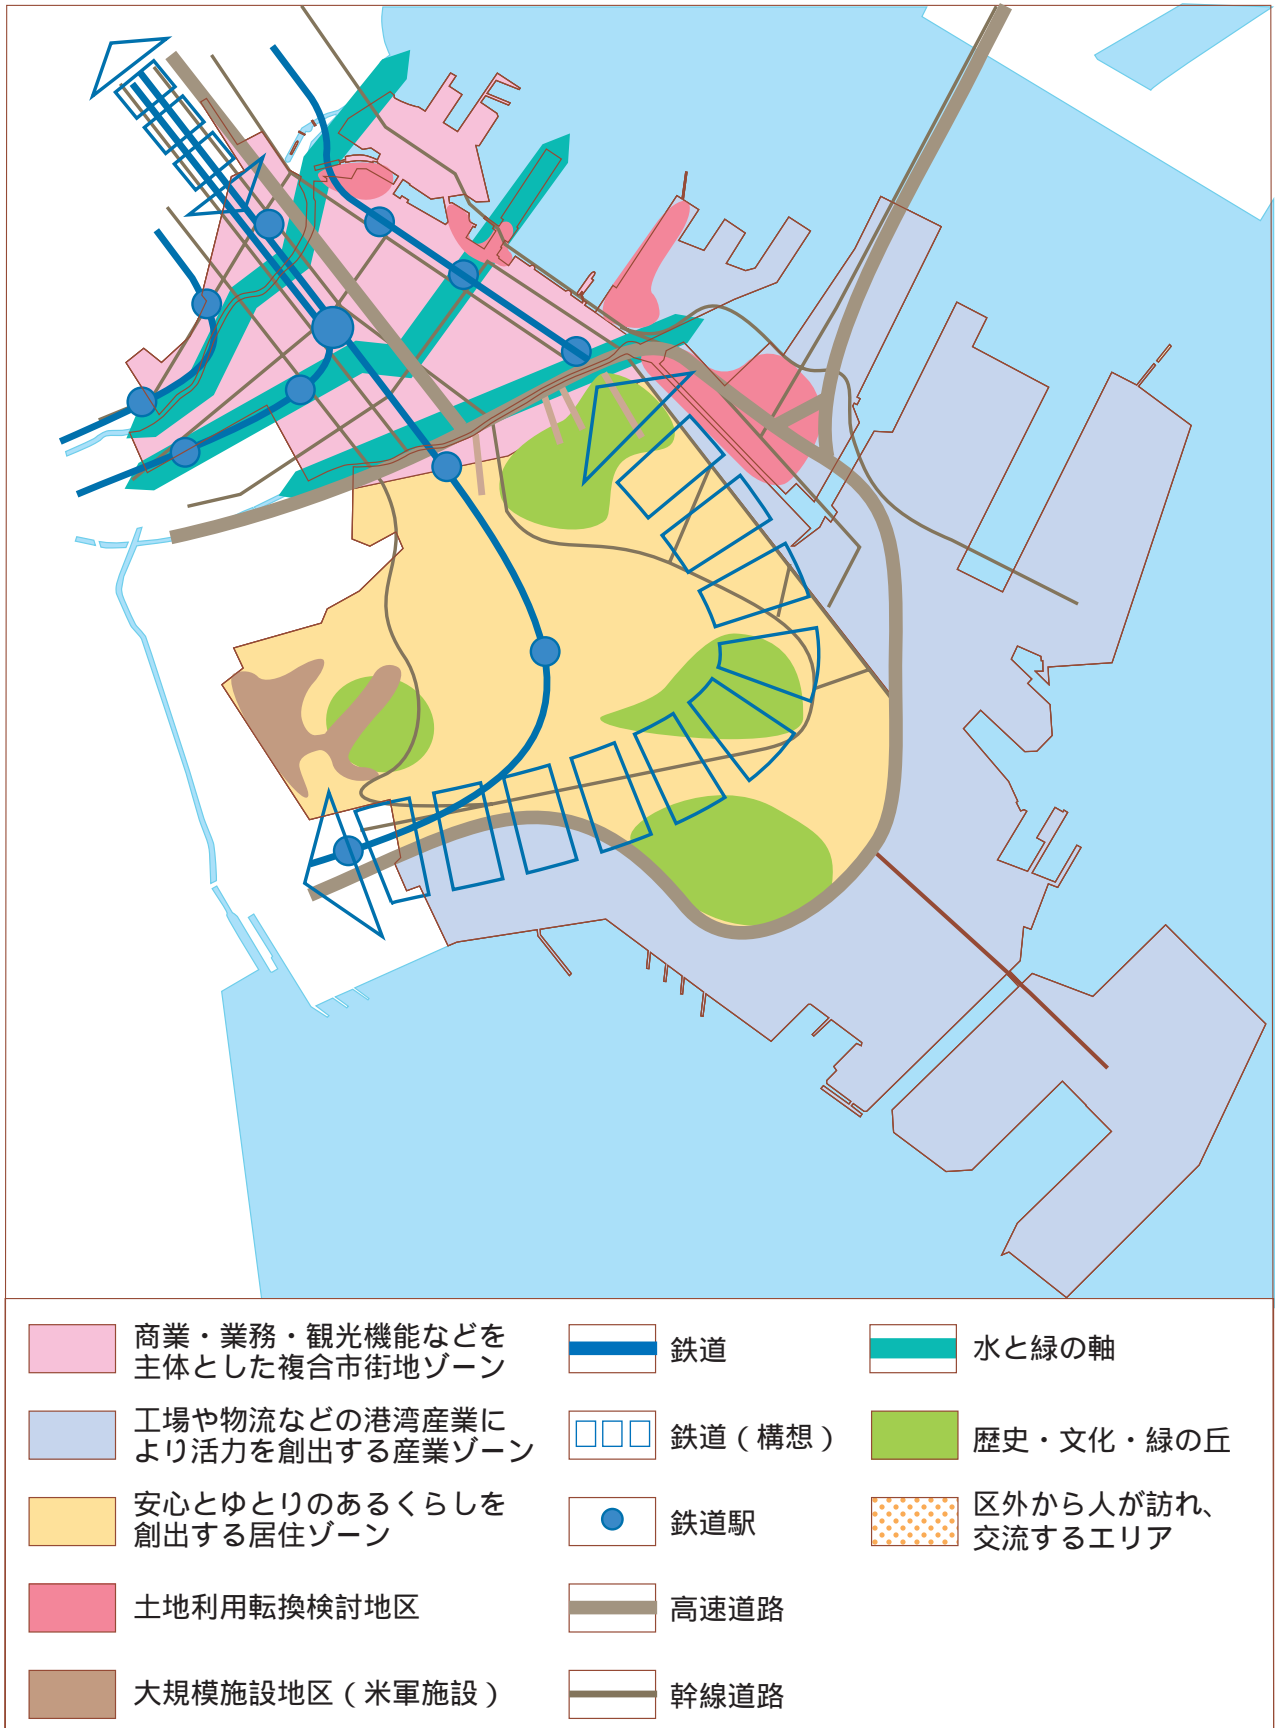 商業・業務・観光機能などを
主体とした複合市街地ゾーン
工場や物流などの港湾産業に
より活力を創出する産業ゾーン
安心とゆとりのあるくらしを
創出する居住ゾーン
土地利用転換検討地区
大規模施設地区（米軍施設）
鉄道
鉄道（構想）
鉄道駅
高速道路
幹線道路
水と緑の軸
歴史・文化・緑の丘
区外から人が訪れ、
交流するエリア